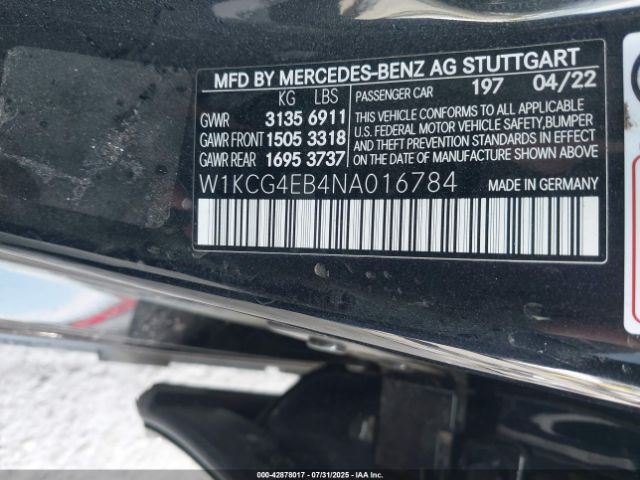 MFD BY MERCEDES-BENZ AG STUTTGART
KG LBS PASSENGER CAR 197 04/22
GVWR 3135 6911
GAWR FRONT 1505 3318
GAWR REAR 1695 3737
THIS VEHICLE CONFORMS TO ALL APPLICABLE
U.S. FEDERAL MOTOR VEHICLE SAFETY,BUMPER,
AND THEFT PREVENTION STANDARDS IN EFFECT
ON THE DATE OF MANUFACTURE SHOWN ABOVE.
W1KCG4EB4NA016784
MADE IN GERMANY
000-42878017 | 07/31/2025 | Copyright © IAA, LLC.